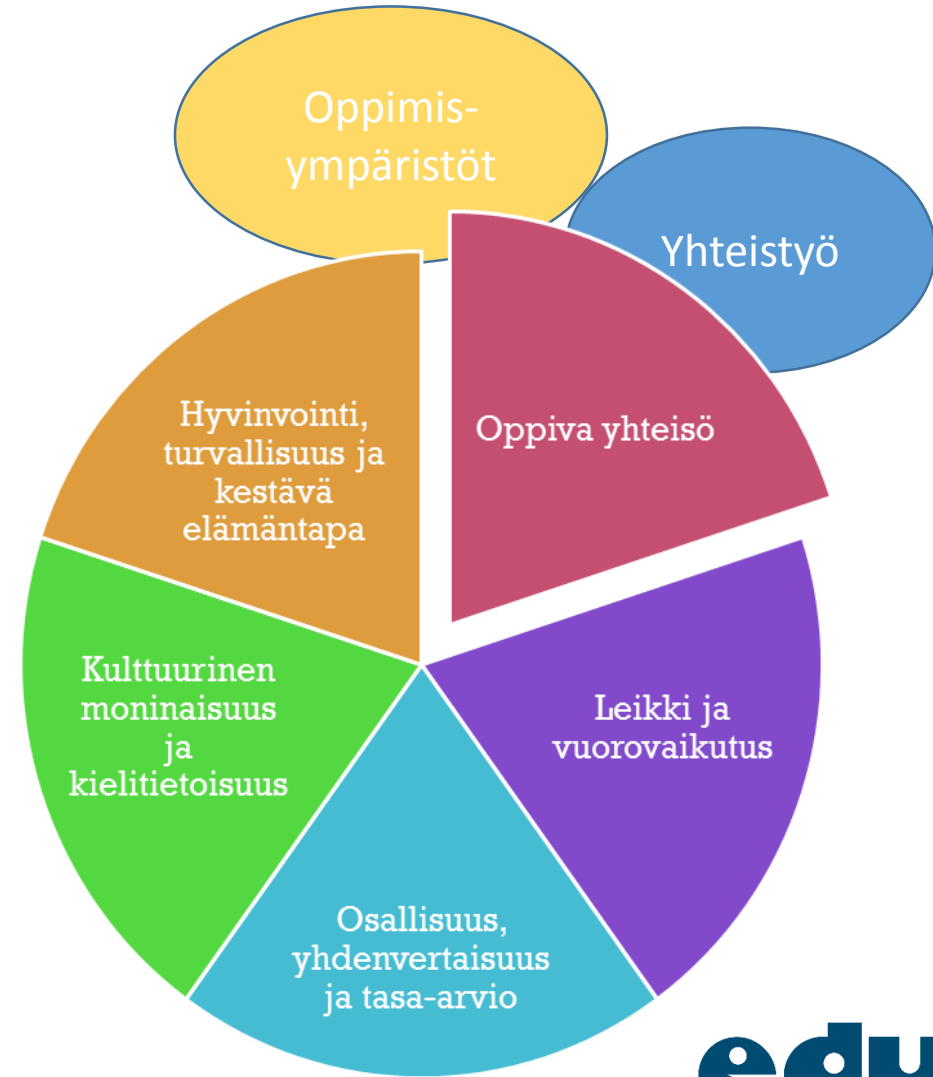 Oppimis-
ympäristöt
Yhteistyö
Oppiva yhteisö
Hyvinvointi,
turvallisuus ja
kestävä
elämäntapa
Leikki ja
vuorovaikutus
Kulttuurinen
moninaisuus
ja
kielitietoisuus
Osallisuus,
yhdenvertaisuus
ja tasa-arvio
edu